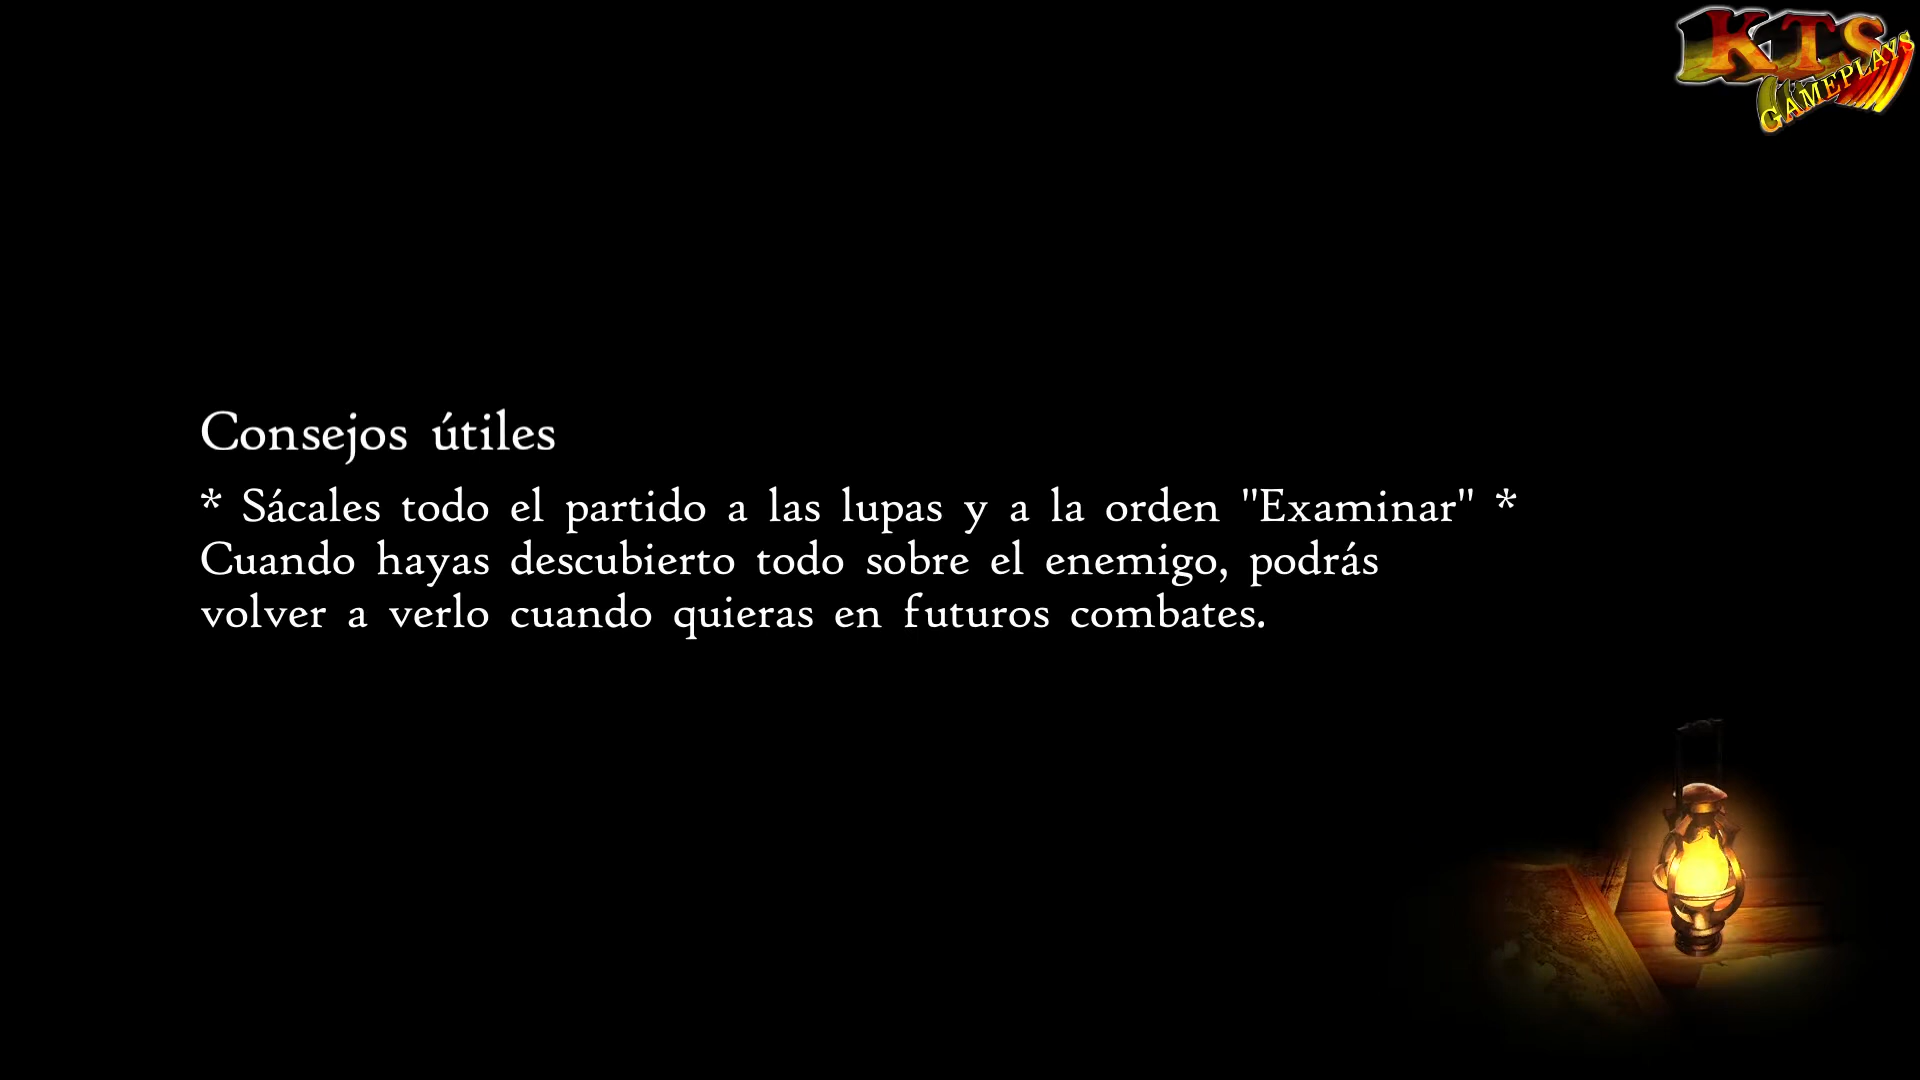 KTS
GAMEPLAYS
Consejos útiles
* Sácales todo el partido a las lupas y a la orden "Examinar" *
Cuando hayas descubierto todo sobre el enemigo, podrás
volver a verlo cuando quieras en futuros combates.